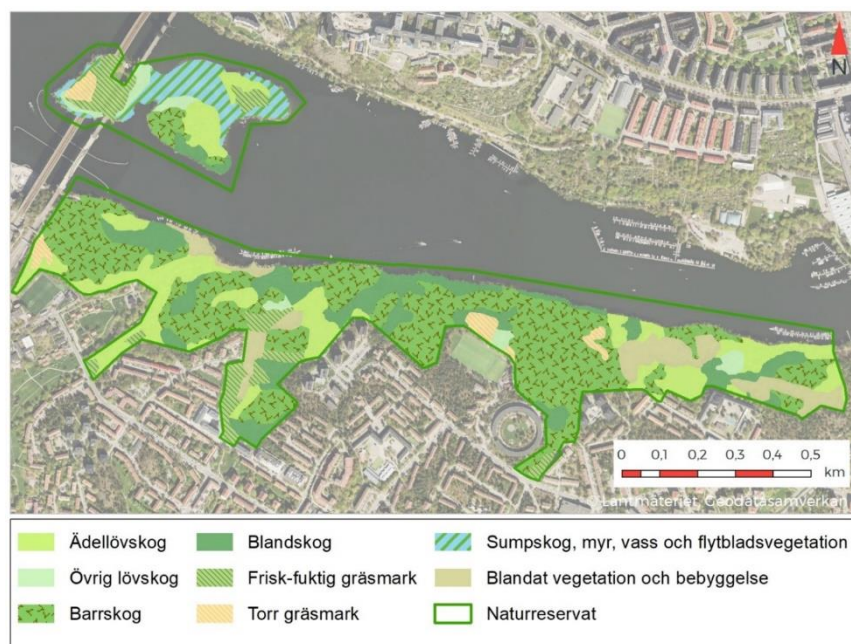 N
0 0,1 0,2 0,3 0,4 0,5
km
Lantmäteriet, Geodatasamverkan
Ädellövskog
Blandskog
Sumpskog, myr, vass och flytbladsvegetation
Övrig lövskog
Frisk-fuktig gräsmark
Blandat vegetation och bebyggelse
Barrskog
Torr gräsmark
Naturreservat